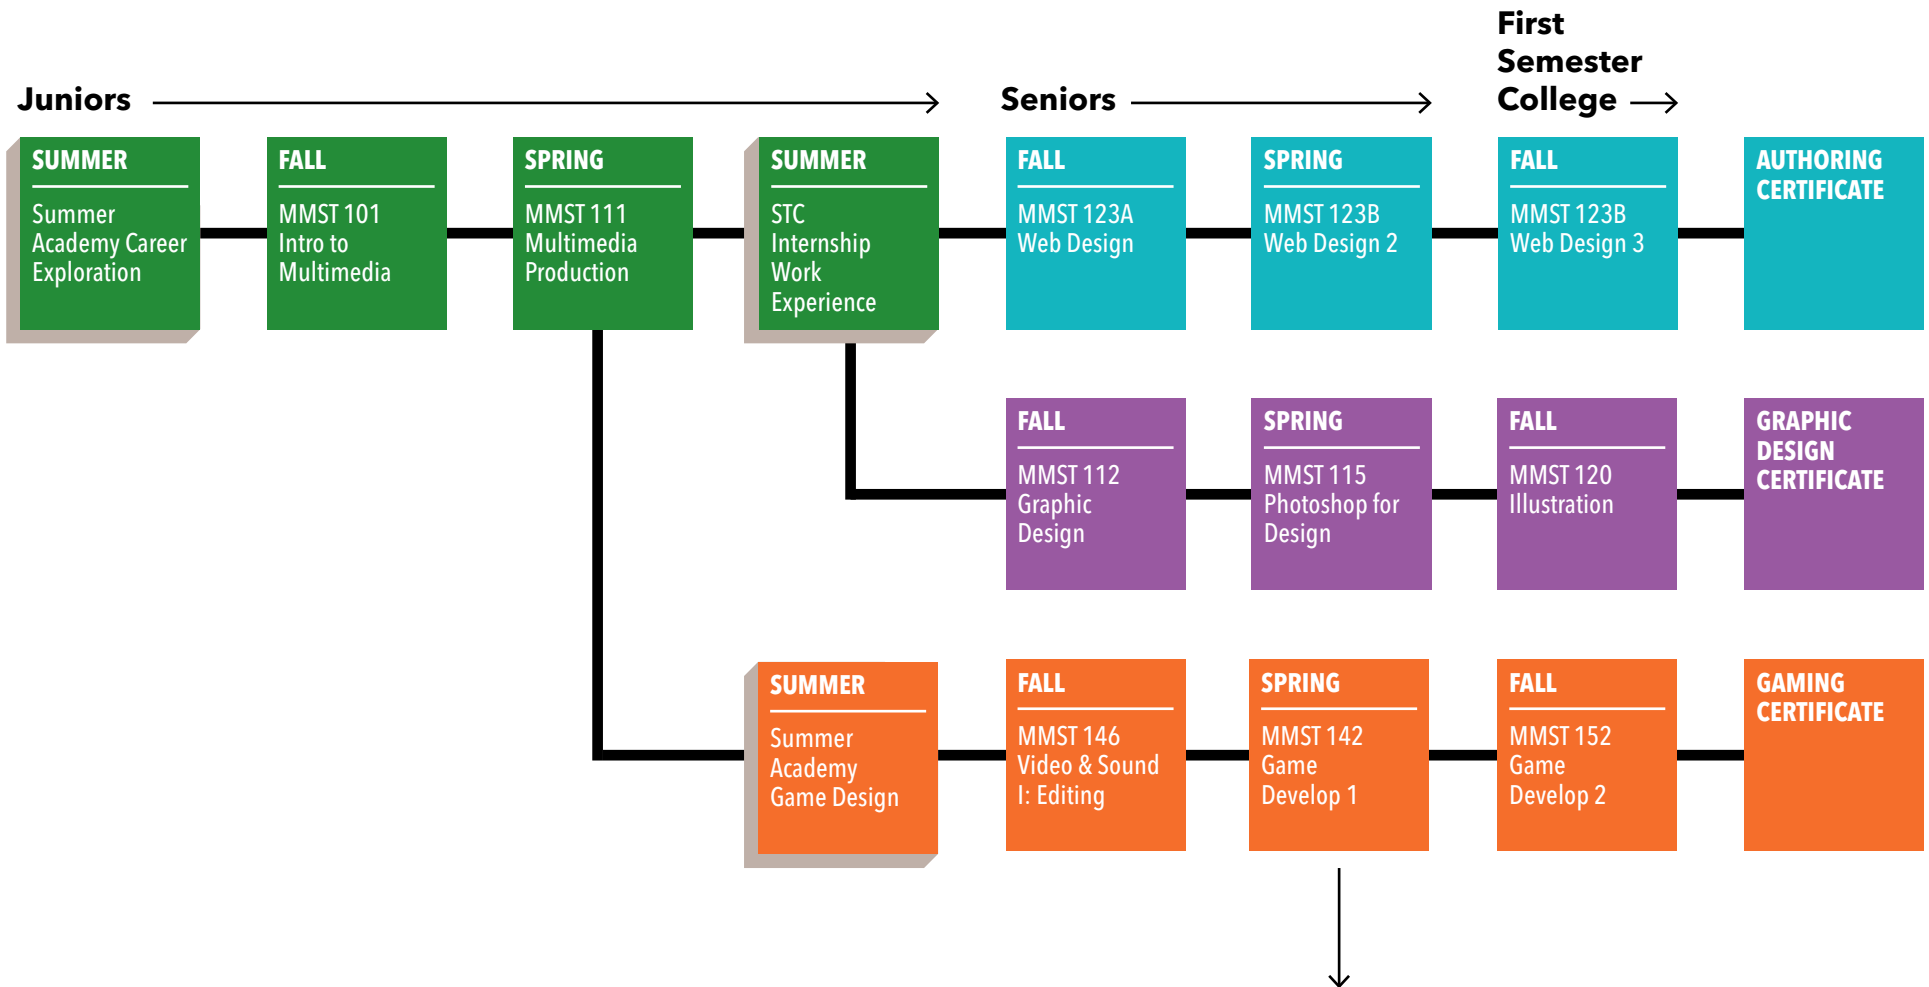 Juniors
Seniors
First
Semester
College
SUMMER
Summer
Academy Career
Exploration
FALL
MMST 101
Intro to
Multimedia
SPRING
MMST 111
Multimedia
Production
SUMMER
STC
Internship
Work
Experience
FALL
MMST 123A
Web Design
SPRING
MMST 123B
Web Design 2
FALL
MMST 123B
Web Design 3
AUTHORING
CERTIFICATE
FALL
MMST 112
Graphic
Design
SPRING
MMST 115
Photoshop for
Design
FALL
MMST 120
Illustration
GRAPHIC
DESIGN
CERTIFICATE
SUMMER
Summer
Academy
Game Design
FALL
MMST 146
Video & Sound
I: Editing
SPRING
MMST 142
Game
Develop 1
FALL
MMST 152
Game
Develop 2
GAMING
CERTIFICATE